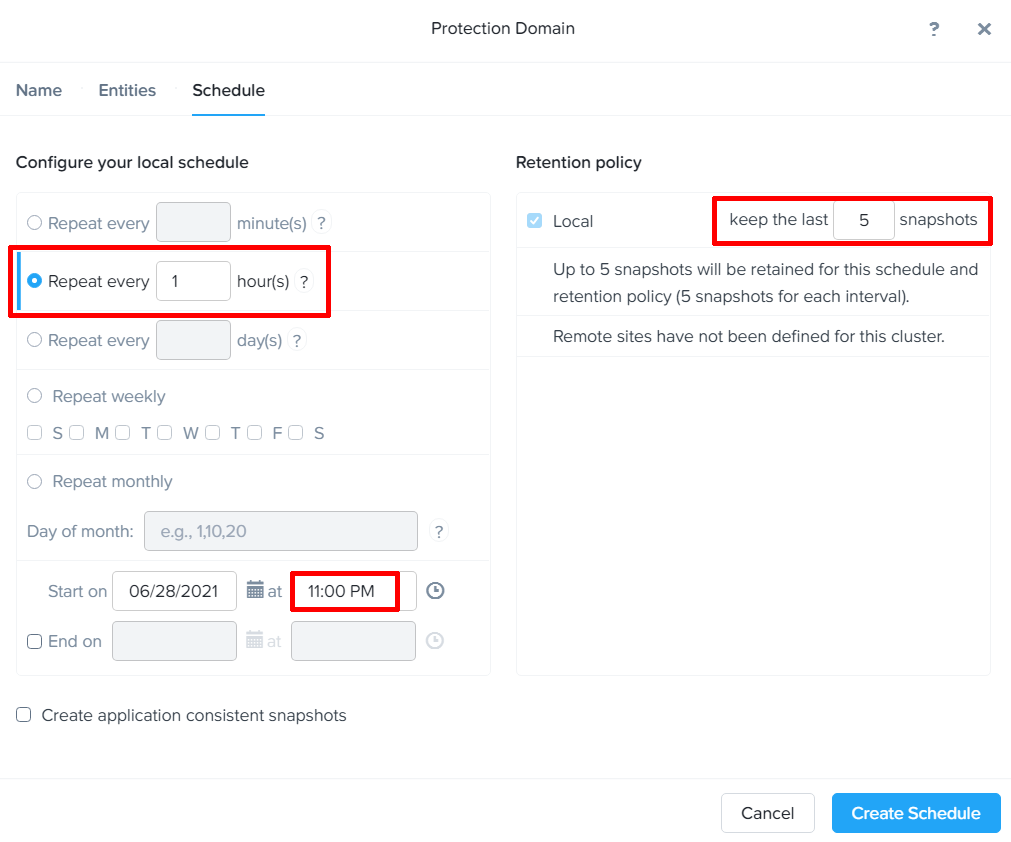 Protection Domain
? ×
Name Entities Schedule
Configure your local schedule
Repeat every minute(s) ?
Repeat every 1 hour(s) ?
Repeat every day(s) ?
Repeat weekly
S M T W T F S
Repeat monthly
Day of month: e.g., 1,10,20 ?
Start on 06/28/2021 at 11:00 PM
End on at
Create application consistent snapshots
Retention policy
Local keep the last 5 snapshots
Up to 5 snapshots will be retained for this schedule and
retention policy (5 snapshots for each interval).
Remote sites have not been defined for this cluster.
Cancel Create Schedule